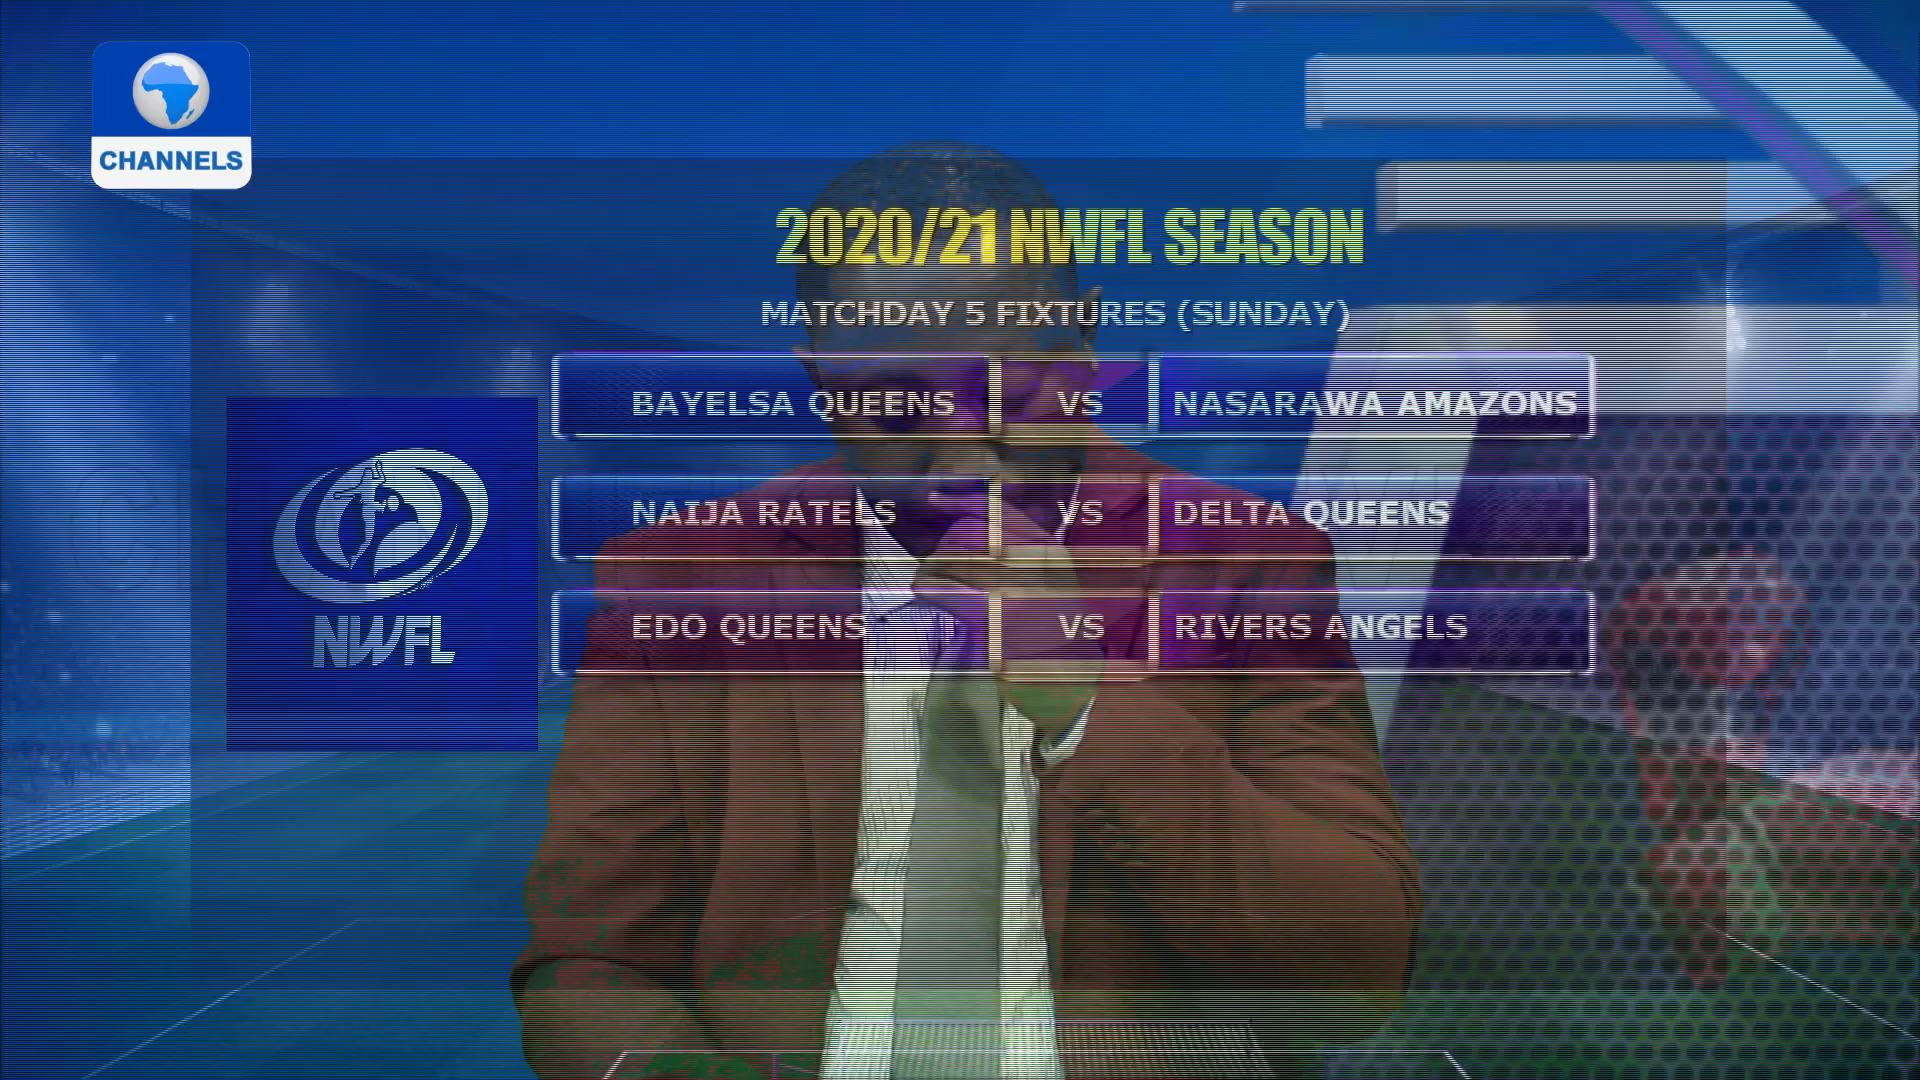 CHANNELS
2020/21 NWFL SEASON
MATCHDAY 5 FIXTURES (SUNDAY)
BAYELSA QUEENS VS NASARAWA AMAZONS
NAIJA RATELS VS DELTA QUEENS
EDO QUEENS VS RIVERS ANGELS
NWFL